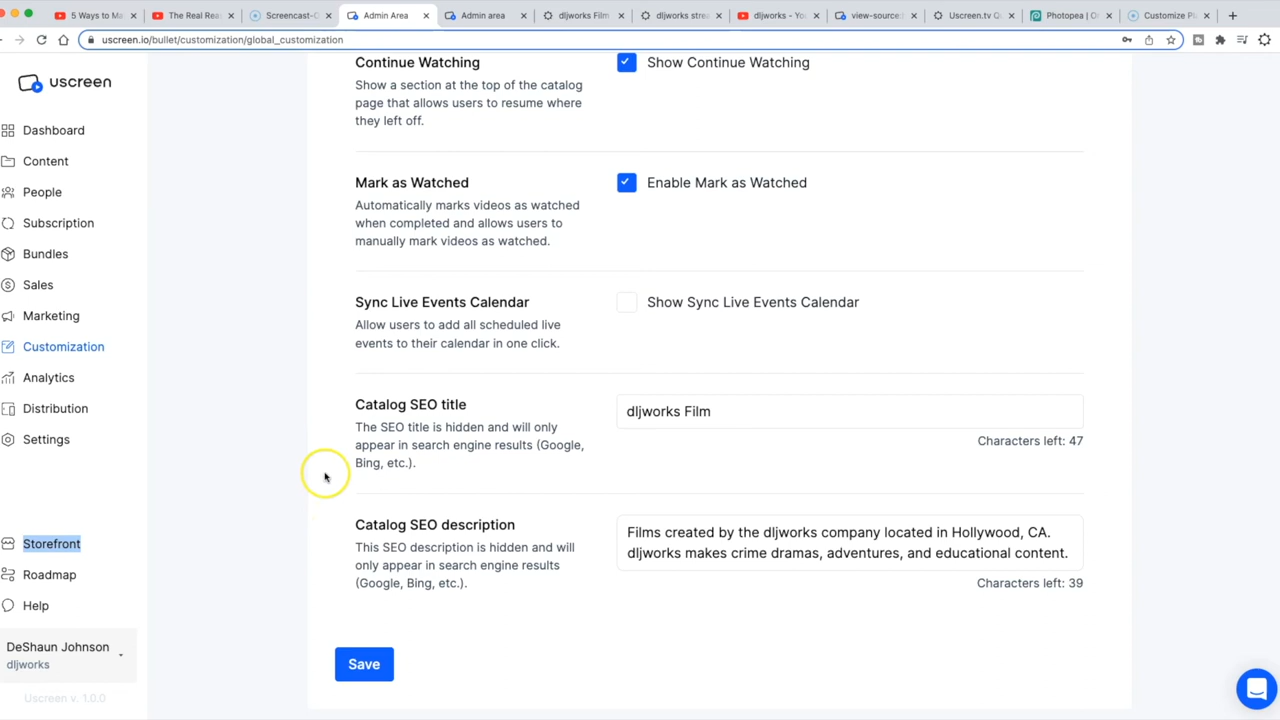 5 Ways to Ma
The Real Rea
Screencast-O
Admin Area
Admin area
dljworks Film
dljworks strea
dljworks - You
view-source:
Uscreen.tv Q
Photopea | O
Customize Pl
uscreen.io/bullet/customization/global_customization
uscreen
Dashboard
Content
People
Subscription
Bundles
Sales
Marketing
Customization
Analytics
Distribution
Settings
Storefront
Roadmap
Help
DeShaun Johnson
dljworks
Uscreen v. 1.0.0
Continue Watching
Show a section at the top of the catalog
page that allows users to resume where
they left off.
Show Continue Watching
Mark as Watched
Automatically marks videos as watched
when completed and allows users to
manually mark videos as watched.
Enable Mark as Watched
Sync Live Events Calendar
Allow users to add all scheduled live
events to their calendar in one click.
Show Sync Live Events Calendar
Catalog SEO title
The SEO title is hidden and will only
appear in search engine results (Google,
Bing, etc.).
dljworks Film
Characters left: 47
Catalog SEO description
This SEO description is hidden and will
only appear in search engine results
(Google, Bing, etc.).
Films created by the dljworks company located in Hollywood, CA.
dljworks makes crime dramas, adventures, and educational content.
Characters left: 39
Save